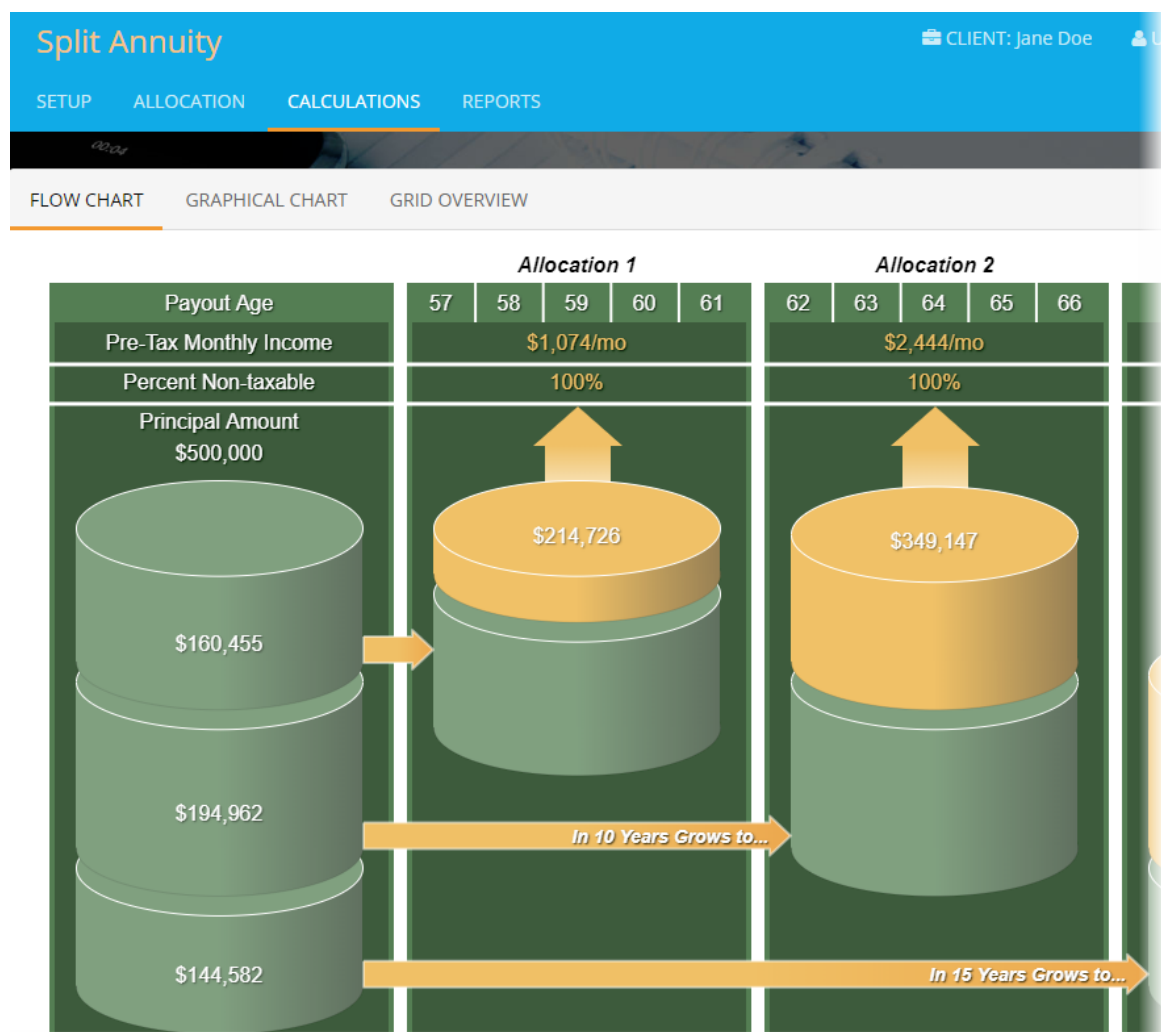 Split Annuity
CLIENT: Jane Doe
SETUP ALLOCATION CALCULATIONS REPORTS
00:04
FLOW CHART GRAPHICAL CHART GRID OVERVIEW
Allocation 1 Allocation 2
Payout Age 57 58 59 60 61 62 63 64 65 66
Pre-Tax Monthly Income $1,074/mo $2,444/mo
Percent Non-taxable 100% 100%
Principal Amount
$500,000
$214,726 $349,147
$160,455
$194,962
In 10 Years Grows to...
$144,582
In 15 Years Grows to...